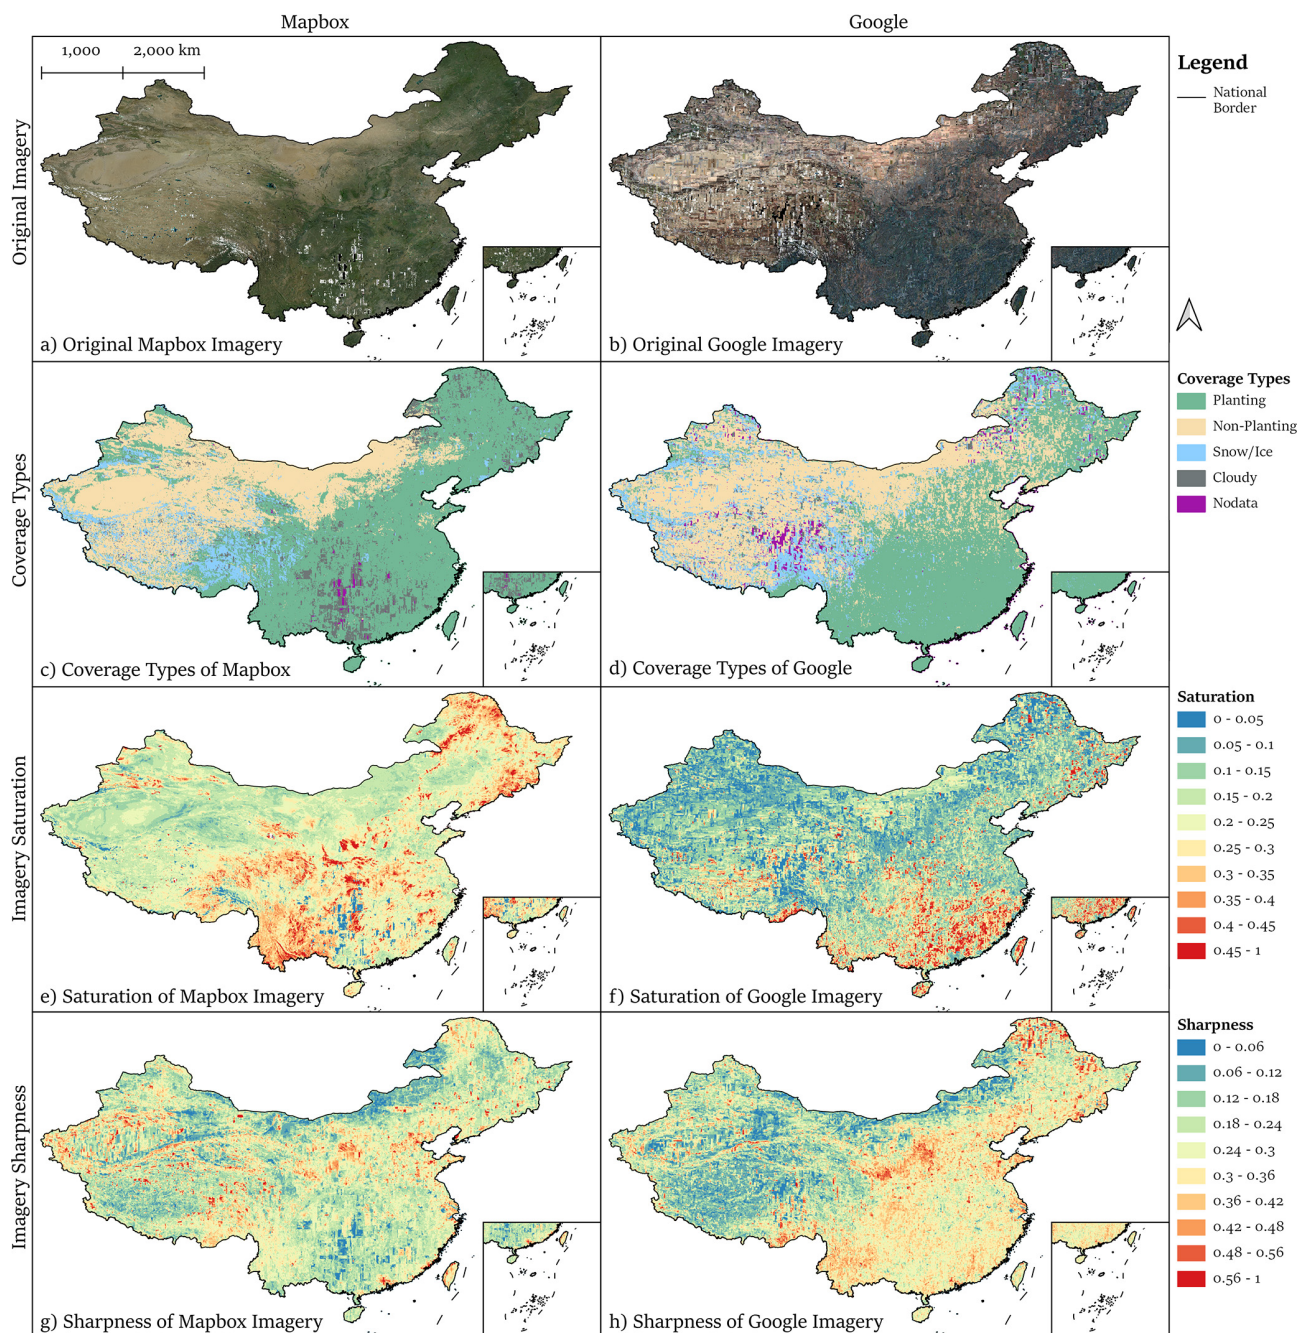 Mapbox
Google
1,000
2,000 km
Original Imagery
a) Original Mapbox Imagery
b) Original Google Imagery
Legend
National
Border
Coverage Types
c) Coverage Types of Mapbox
d) Coverage Types of Google
Coverage Types
Planting
Non-Planting
Snow/Ice
Cloudy
Nodata
Imagery Saturation
e) Saturation of Mapbox Imagery
f) Saturation of Google Imagery
Saturation
0 - 0.05
0.05 - 0.1
0.1 - 0.15
0.15 - 0.2
0.2 - 0.25
0.25 - 0.3
0.3 - 0.35
0.35 - 0.4
0.4 - 0.45
0.45 - 1
Imagery Sharpness
g) Sharpness of Mapbox Imagery
h) Sharpness of Google Imagery
Sharpness
0 - 0.06
0.06 - 0.12
0.12 - 0.18
0.18 - 0.24
0.24 - 0.3
0.3 - 0.36
0.36 - 0.42
0.42 - 0.48
0.48 - 0.56
0.56 - 1